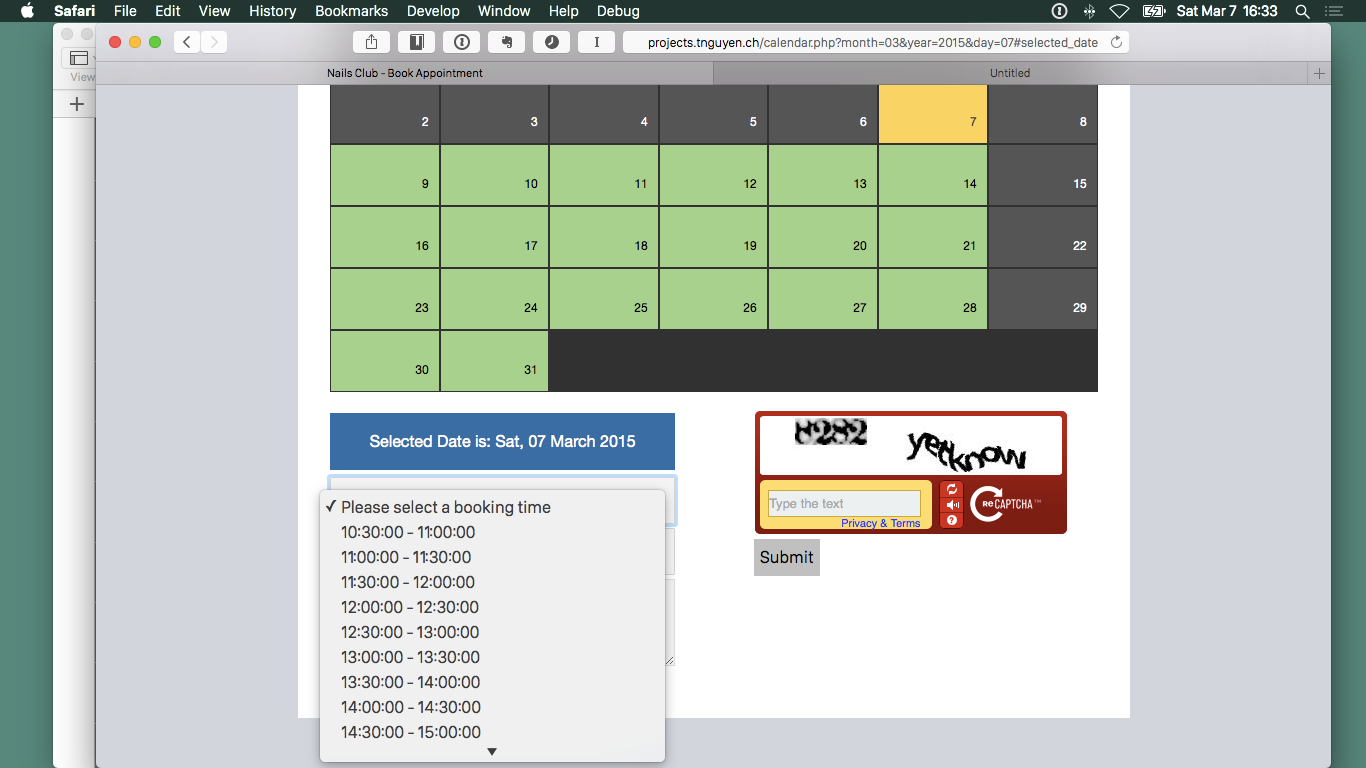 Safari File Edit View History Bookmarks Develop Window Help Debug Sat Mar 7 16:33
projects.tnguyen.ch/calendar.php?month=03&year=2015&day=07#selected_date
View
Nails Club – Book Appointment Untitled
2 3 4 5 6 7 8
9 10 11 12 13 14 15
16 17 18 19 20 21 22
23 24 25 26 27 28 29
30 31
Selected Date is: Sat, 07 March 2015
✓ Please select a booking time
10:30:00 – 11:00:00
11:00:00 – 11:30:00
11:30:00 – 12:00:00
12:00:00 – 12:30:00
12:30:00 – 13:00:00
13:00:00 – 13:30:00
13:30:00 – 14:00:00
14:00:00 – 14:30:00
14:30:00 – 15:00:00
8282 yetknow
Type the text
Privacy & Terms
reCAPTCHA™
Submit